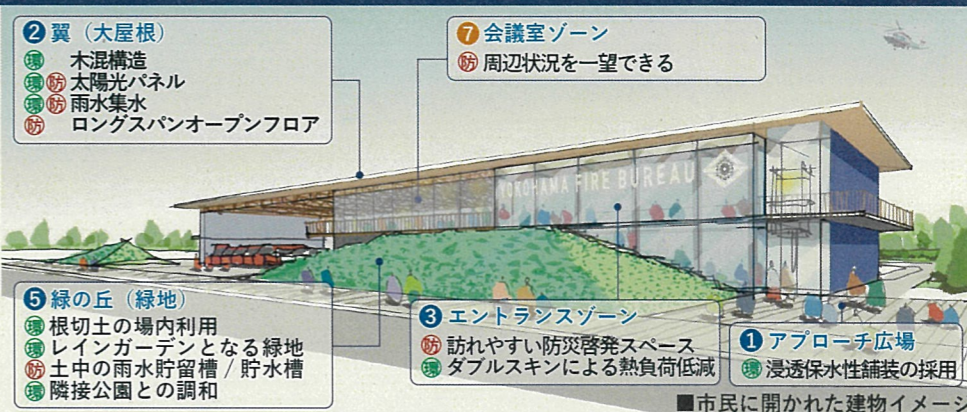 ❷翼（大屋根）
環 木混構造
環防太陽光パネル
環防雨水集水
防 ロングスパンオープンフロア
❼会議室ゾーン
防 周辺状況を一望できる
YOKOHAMA FIRE BUREAU
❺緑の丘（緑地）
環 根切土の場内利用
環 レインガーデンとなる緑地
防 土中の雨水貯留槽 / 貯水槽
環 隣接公園との調和
❸エントランスゾーン
防 訪れやすい防災啓発スペース
環 ダブルスキンによる熱負荷低減
❶アプローチ広場
環 浸透保水性舗装の採用
■市民に開かれた建物イメージ